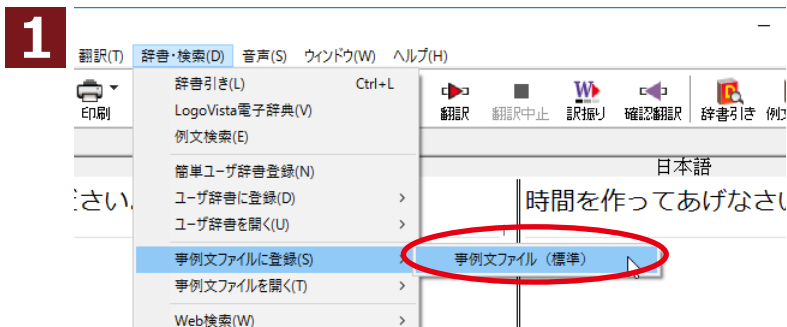 1
翻訳(T) 辞書・検索(D) 音声(S) ウィンドウ(W) ヘルプ(H)
印刷
翻訳 翻訳中止 訳振り 確認翻訳 辞書引き 例文
辞書引き(L) Ctrl+L
LogoVista電子辞典(V)
例文検索(E)
簡単ユーザ辞書登録(N)
ユーザ辞書に登録(D)
ユーザ辞書を開く(U)
事例文ファイルに登録(S)
事例文ファイルを開く(T)
Web検索(W)
事例文ファイル（標準）
日本語
ださい。
時間を作ってあげなさい